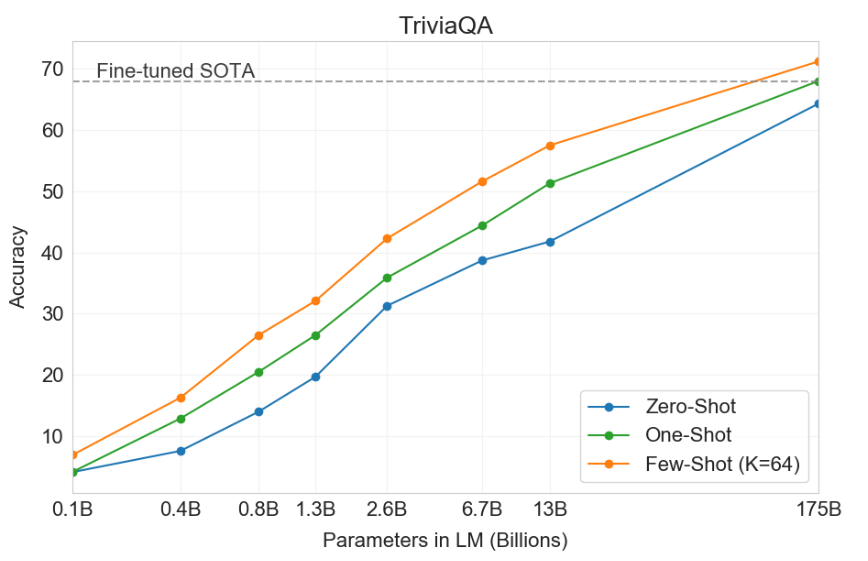 TriviaQA
Fine-tuned SOTA
70
60
50
40
30
20
10
Accuracy
Zero-Shot
One-Shot
Few-Shot (K=64)
0.1B 0.4B 0.8B 1.3B 2.6B 6.7B 13B 175B
Parameters in LM (Billions)